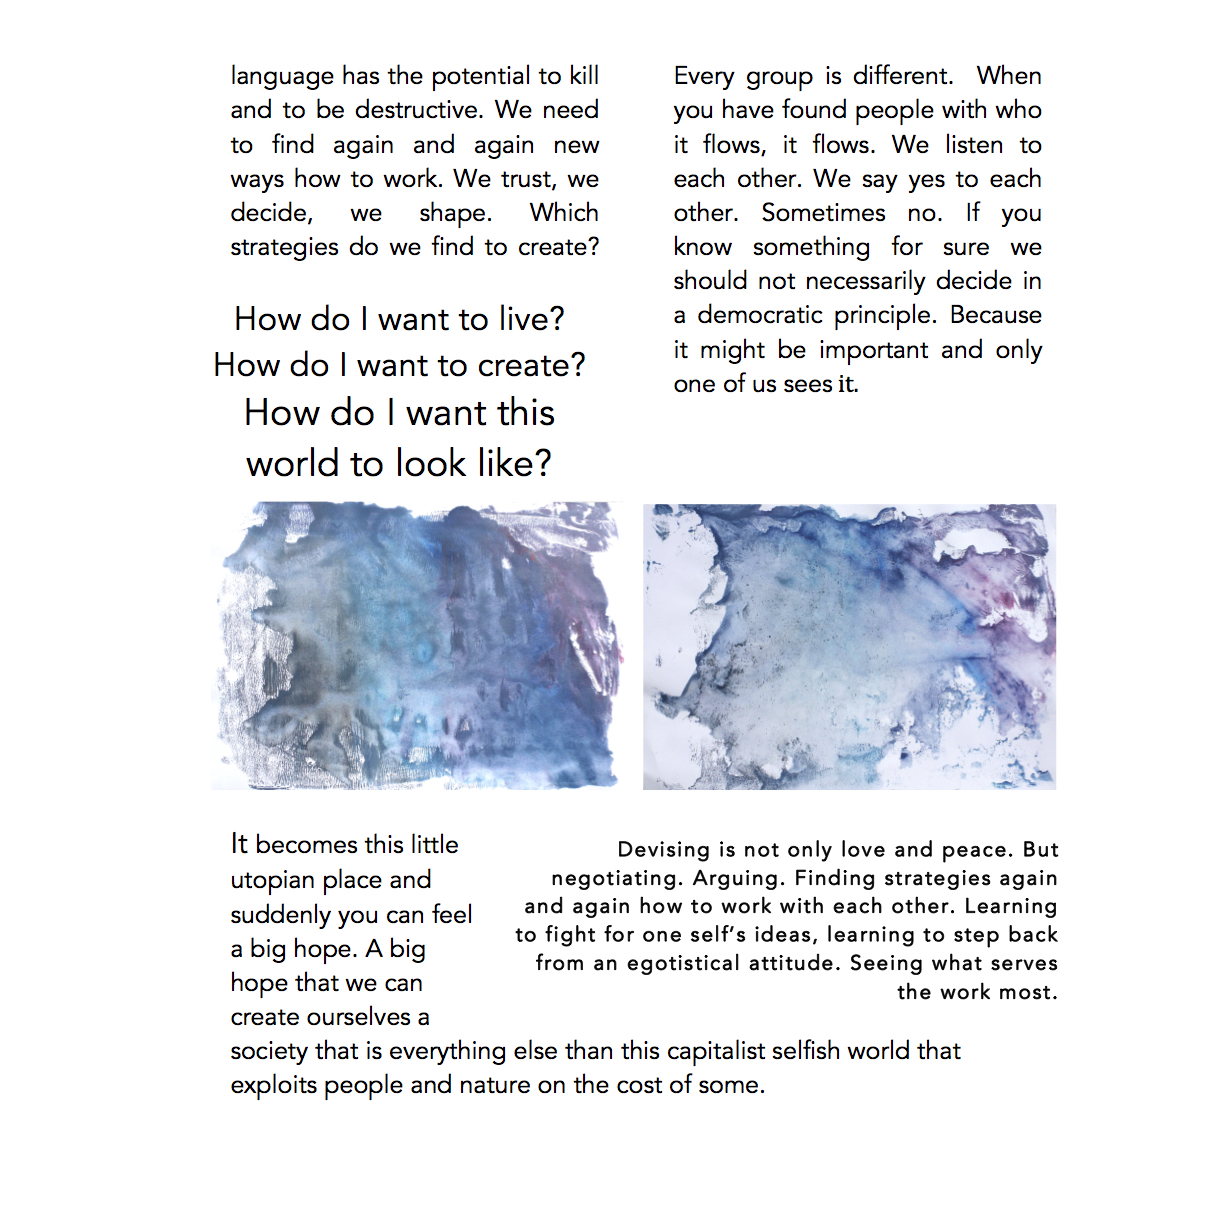 language has the potential to kill
and to be destructive. We need
to find again and again new
ways how to work. We trust, we
decide, we shape. Which
strategies do we find to create?
How do I want to live?
How do I want to create?
How do I want this
world to look like?
Every group is different. When
you have found people with who
it flows, it flows. We listen to
each other. We say yes to each
other. Sometimes no. If you
know something for sure we
should not necessarily decide in
a democratic principle. Because
it might be important and only
one of us sees it.
It becomes this little
utopian place and
suddenly you can feel
a big hope. A big
hope that we can
create ourselves a
society that is everything else than this capitalist selfish world that
exploits people and nature on the cost of some.
Devising is not only love and peace. But
negotiating. Arguing. Finding strategies again
and again how to work with each other. Learning
to fight for one self's ideas, learning to step back
from an egotistical attitude. Seeing what serves
the work most.